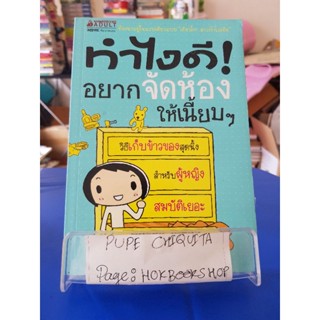 ทำไงดี!
อยากจัดห้อง
ให้เนี้ยบๆ
วิธีเก็บข้าวของสุดนิ้ง
สำหรับผู้หญิง
สมบัติเยอะ
PUPE CHIQUITA
Page: HOKBOOKSHOP